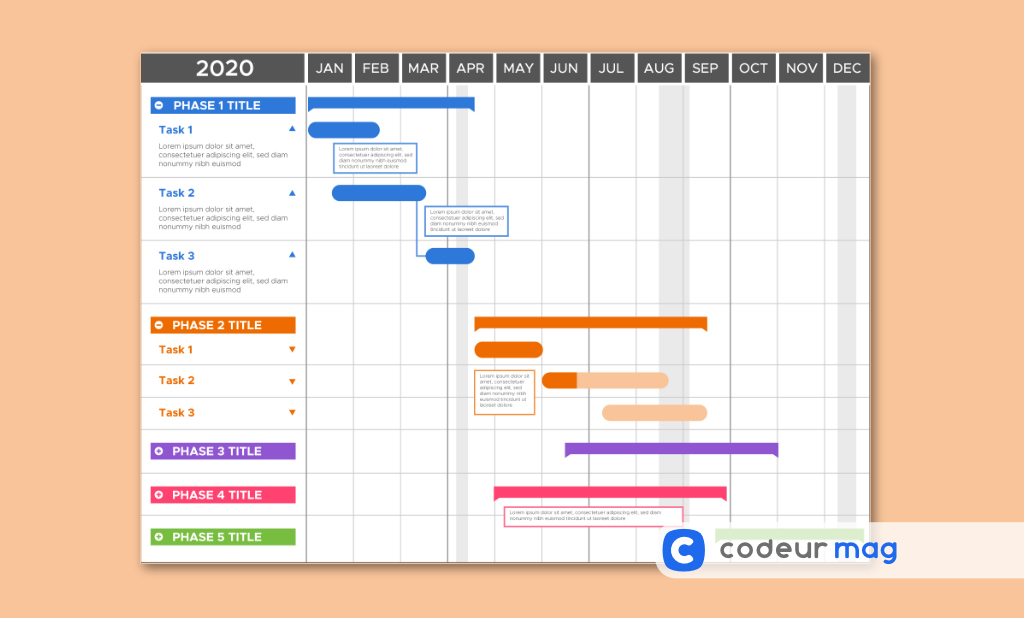 2020 JAN FEB MAR APR MAY JUN JUL AUG SEP OCT NOV DEC
PHASE 1 TITLE
Task 1
Lorem ipsum dolor sit amet,
consectetuer adipiscing elit, sed diam
nonummy nibh euismod
Lorem ipsum dolor sit amet,
consectetuer adipiscing elit, sed
diam nonummy nibh euismod
tincidunt ut laoreet dolore
Task 2
Lorem ipsum dolor sit amet,
consectetuer adipiscing elit, sed diam
nonummy nibh euismod
Lorem ipsum dolor sit amet,
consectetuer adipiscing elit, sed
diam nonummy nibh euismod
tincidunt ut laoreet dolore
Task 3
Lorem ipsum dolor sit amet,
consectetuer adipiscing elit, sed diam
nonummy nibh euismod
PHASE 2 TITLE
Task 1
Task 2
Lorem ipsum dolor sit
amet, consectetuer
adipiscing elit, sed
diam nonummy nibh
euismod tincidunt ut
laoreet dolore
Task 3
PHASE 3 TITLE
PHASE 4 TITLE
Lorem ipsum dolor sit amet, consectetuer adipiscing elit, sed diam
nonummy nibh euismod tincidunt ut laoreet dolore
PHASE 5 TITLE
codeur mag